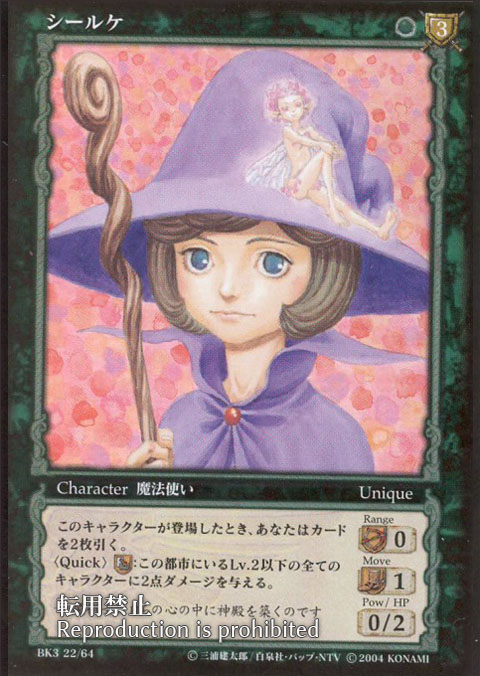 シールケ
3
Character 魔法使い
Unique
このキャラクターが登場したとき、あなたはカード
を2枚引く。
〈Quick〉 :この都市にいるLv.2以下の全ての
キャラクターに2点ダメージを与える。
の心の中に神殿を築くのです
転用禁止
Reproduction is prohibited
Range
0
Move
1
Pow/ HP
0/2
BK3 22/64
©三浦建太郎/白泉社・バップ・NTV ©2004 KONAMI